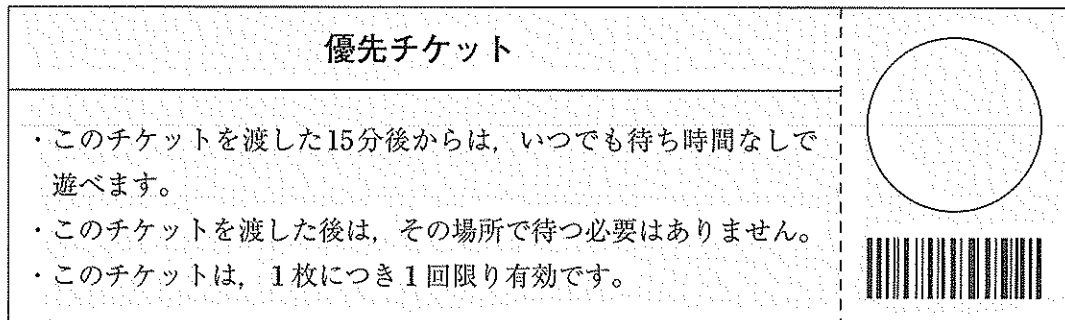 優先チケット
・このチケットを渡した15分後からは，いつでも待ち時間なしで
遊べます。
・このチケットを渡した後は，その場所で待つ必要はありません。
・このチケットは，1枚につき1回限り有効です。